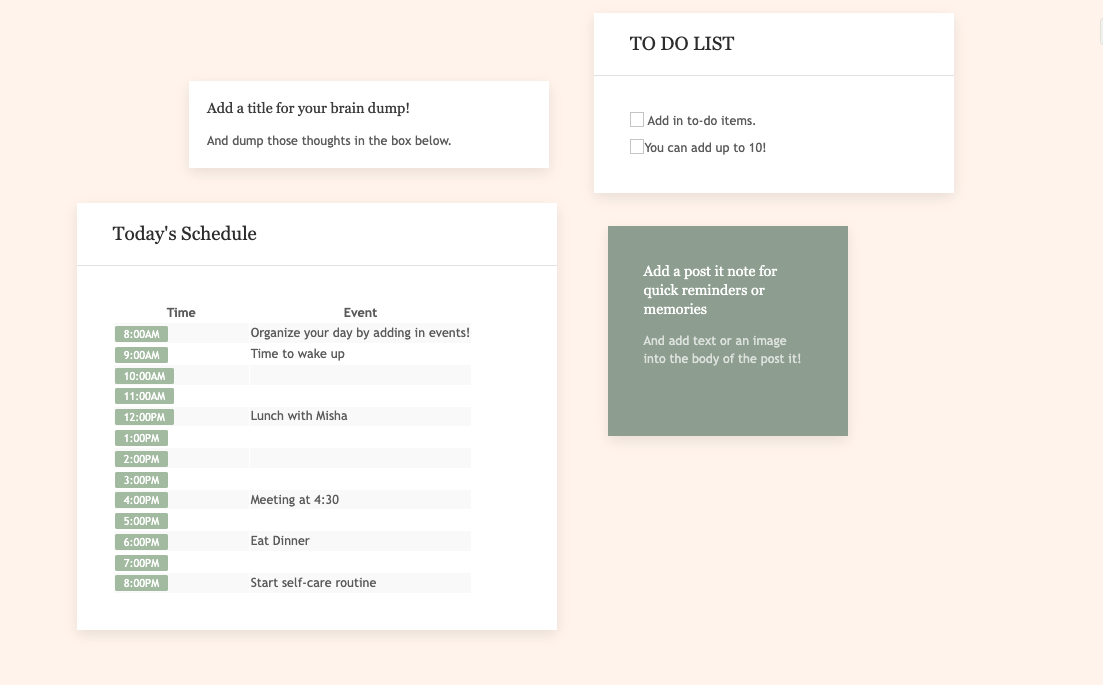 Add a title for your brain dump!
And dump those thoughts in the box below.
TO DO LIST
Add in to-do items.
You can add up to 10!
Today's Schedule
Time Event
8:00AM Organize your day by adding in events!
9:00AM Time to wake up
10:00AM
11:00AM
12:00PM Lunch with Misha
1:00PM
2:00PM
3:00PM
4:00PM Meeting at 4:30
5:00PM
6:00PM Eat Dinner
7:00PM
8:00PM Start self-care routine
Add a post it note for
quick reminders or
memories
And add text or an image
into the body of the post it!